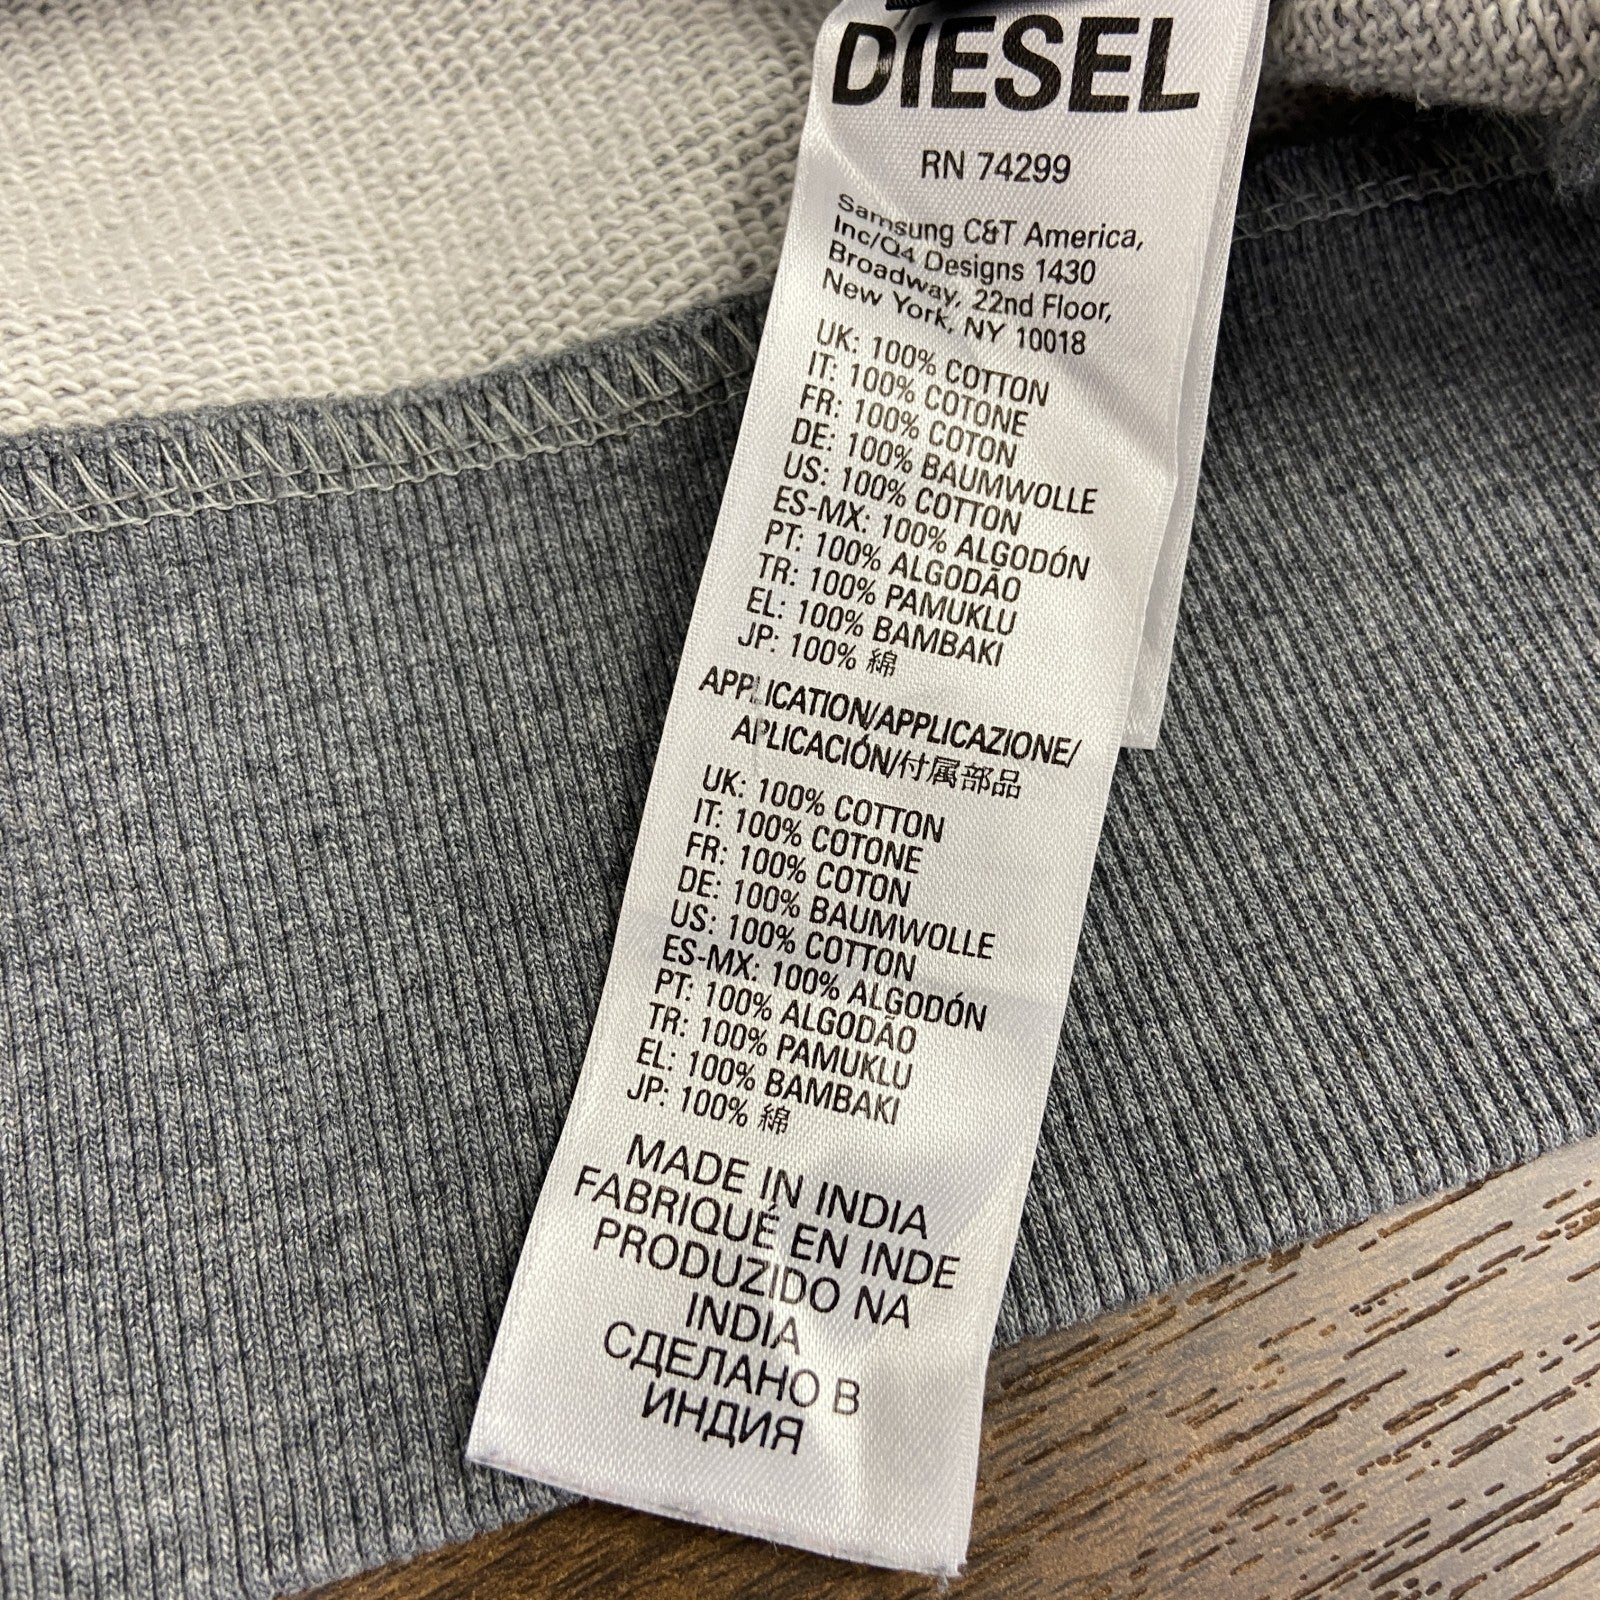 DIESEL
RN 74299
Samsung C&T America,
Inc/Q4 Designs 1430
Broadway, 22nd Floor,
New York, NY 10018
UK: 100% COTTON
IT: 100% COTONE
FR: 100% COTON
DE: 100% BAUMWOLLE
US: 100% COTTON
ES-MX: 100% ALGODÓN
PT: 100% ALGODÃO
TR: 100% PAMUKLU
EL: 100% BAMBAKI
JP: 100% 綿
APPLICATION/APPLICAZIONE/
APLICACIÓN/付属部品
UK: 100% COTTON
IT: 100% COTONE
FR: 100% COTON
DE: 100% BAUMWOLLE
US: 100% COTTON
ES-MX: 100% ALGODÓN
PT: 100% ALGODÃO
TR: 100% PAMUKLU
EL: 100% BAMBAKI
JP: 100% 綿
MADE IN INDIA
FABRIQUÉ EN INDE
PRODUZIDO NA
INDIA
СДЕЛАНО В
ИНДИЯ